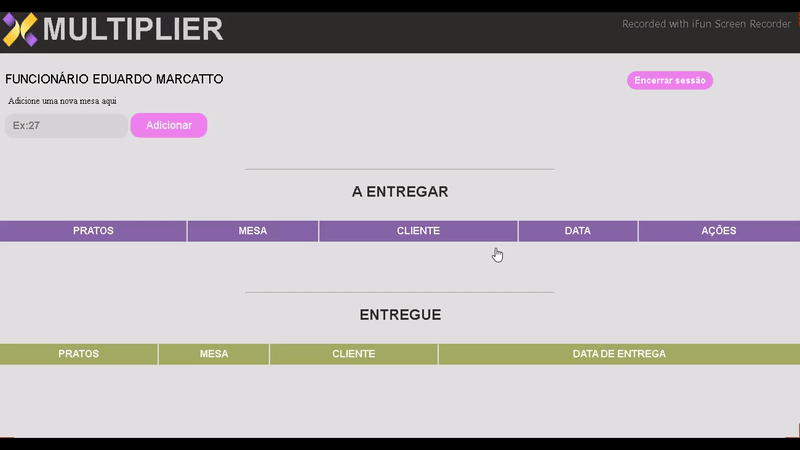 MULTIPLIER
Recorded with iFun Screen Recorder
FUNCIONÁRIO EDUARDO MARCATTO
Encerrar sessão
Adicione uma nova mesa aqui
Ex:27
Adicionar
A ENTREGAR
PRATOS MESA CLIENTE DATA AÇÕES
ENTREGUE
PRATOS MESA CLIENTE DATA DE ENTREGA